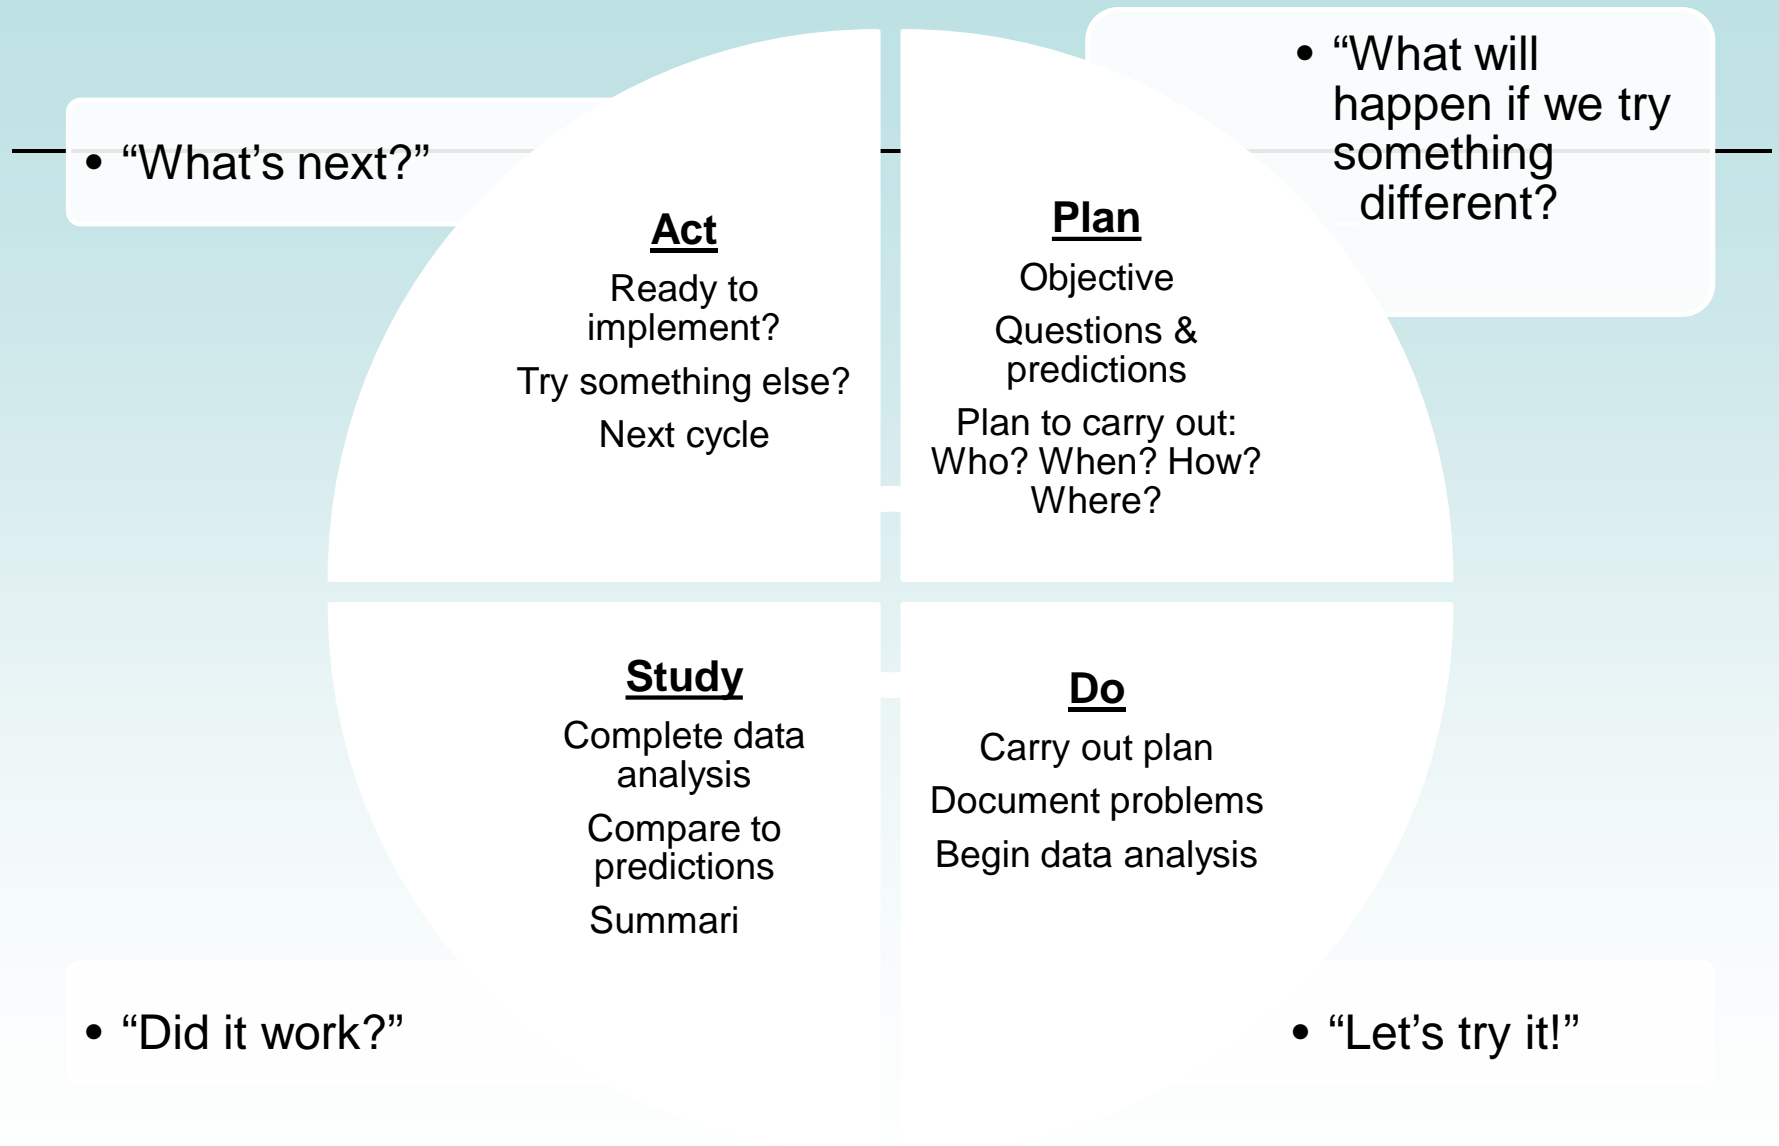 • “What’s next?”
• “What will
happen if we try
something
different?
Act
Ready to
implement?
Try something else?
Next cycle
Plan
Objective
Questions &
predictions
Plan to carry out:
Who? When? How?
Where?
Study
Complete data
analysis
Compare to
predictions
Summari
Do
Carry out plan
Document problems
Begin data analysis
• “Did it work?”
• “Let’s try it!”